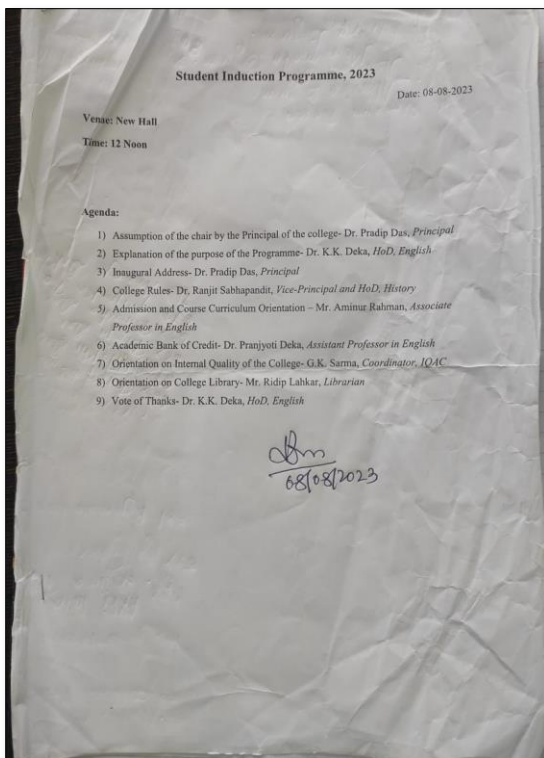 Student Induction Programme, 2023
Date: 08-08-2023
Venue: New Hall
Time: 12 Noon
Agenda:
1) Assumption of the chair by the Principal of the college- Dr. Pradip Das, Principal
2) Explanation of the purpose of the Programme- Dr. K.K. Deka, HoD, English
3) Inaugural Address- Dr. Pradip Das, Principal
4) College Rules- Dr. Ranjit Sabhapandit, Vice-Principal and HoD, History
5) Admission and Course Curriculum Orientation – Mr. Aminur Rahman, Associate
Professor in English
6) Academic Bank of Credit- Dr. Pranjyoti Deka, Assistant Professor in English
7) Orientation on Internal Quality of the College- G.K. Sarma, Coordinator, IQAC
8) Orientation on College Library- Mr. Ridip Lahkar, Librarian
9) Vote of Thanks- Dr. K.K. Deka, HoD, English
08/08/2023